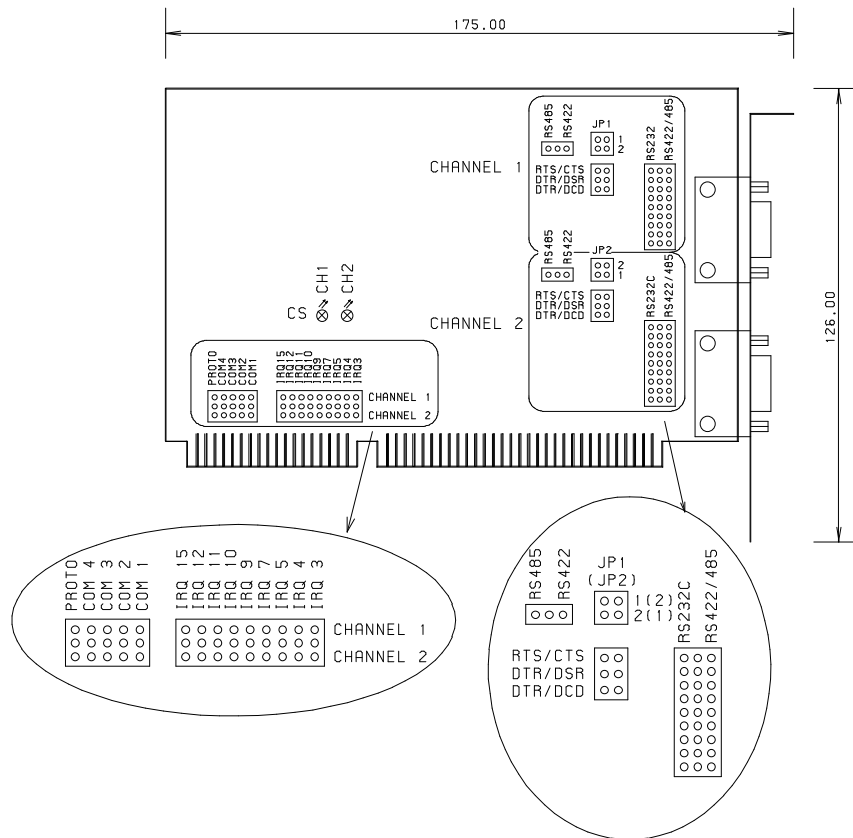 175.00
126.00
RS485
RS422
JP1
1
2
RS232
RS422/485
CHANNEL 1
RTS/CTS
DTR/DSR
DTR/DCD
RS485
RS422
JP2
2
1
RS232C
RS422/485
CHANNEL 2
RTS/CTS
DTR/DSR
DTR/DCD
CS
CH1
CH2
PROTO
COM4
COM3
COM2
COM1
IRQ15
IRQ12
IRQ11
IRQ10
IRQ9
IRQ7
IRQ5
IRQ4
IRQ3
CHANNEL 1
CHANNEL 2
PROTO
COM 4
COM 3
COM 2
COM 1
IRQ 15
IRQ 12
IRQ 11
IRQ 10
IRQ 9
IRQ 7
IRQ 5
IRQ 4
IRQ 3
CHANNEL 1
CHANNEL 2
RS485
RS422
JP1
(JP2)
1(2)
2(1)
RS232C
RS422/485
RTS/CTS
DTR/DSR
DTR/DCD